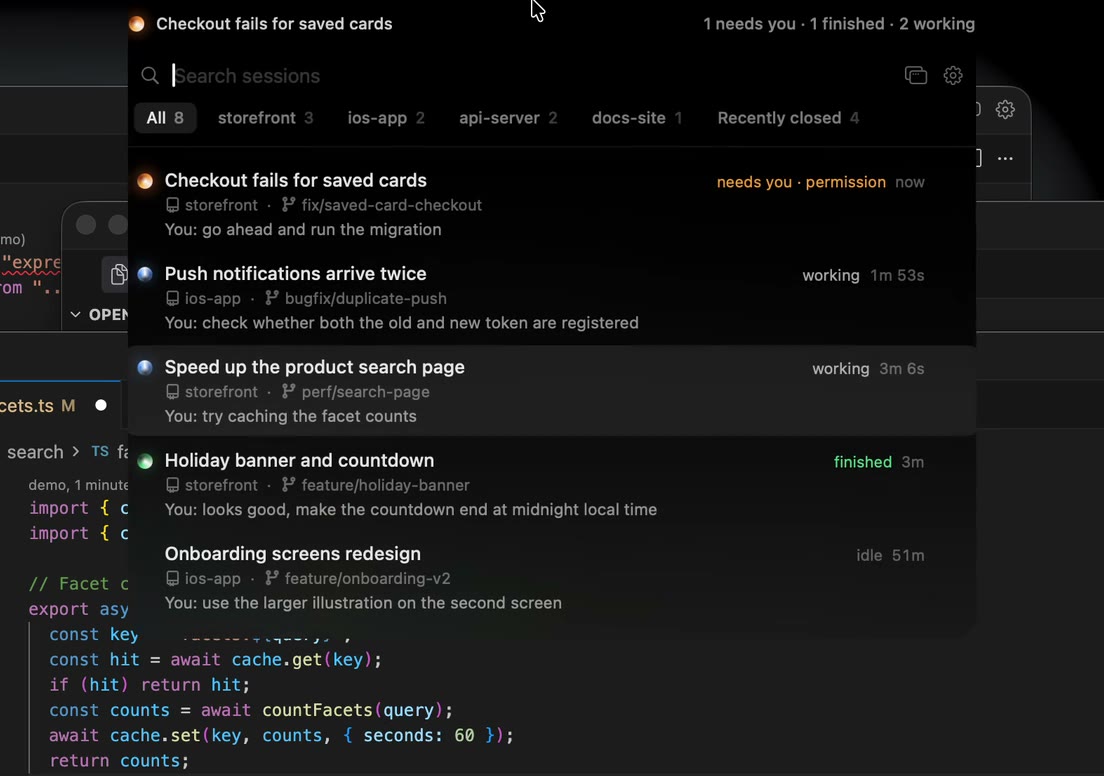 Checkout fails for saved cards 1 needs you · 1 finished · 2 working
Search sessions
All 8 storefront 3 ios-app 2 api-server 2 docs-site 1 Recently closed 4
Checkout fails for saved cards needs you · permission now
storefront · fix/saved-card-checkout
You: go ahead and run the migration
Push notifications arrive twice working 1m 53s
ios-app · bugfix/duplicate-push
You: check whether both the old and new token are registered
Speed up the product search page working 3m 6s
storefront · perf/search-page
You: try caching the facet counts
Holiday banner and countdown finished 3m
storefront · feature/holiday-banner
You: looks good, make the countdown end at midnight local time
Onboarding screens redesign idle 51m
ios-app · feature/onboarding-v2
You: use the larger illustration on the second screen
mo)
"expre
rom "..
OPEN
cets.ts M
search > TS fa
demo, 1 minute
import { c
import { c
// Facet c
export asy
const key
const hit = await cache.get(key);
if (hit) return hit;
const counts = await countFacets(query);
await cache.set(key, counts, { seconds: 60 });
return counts;